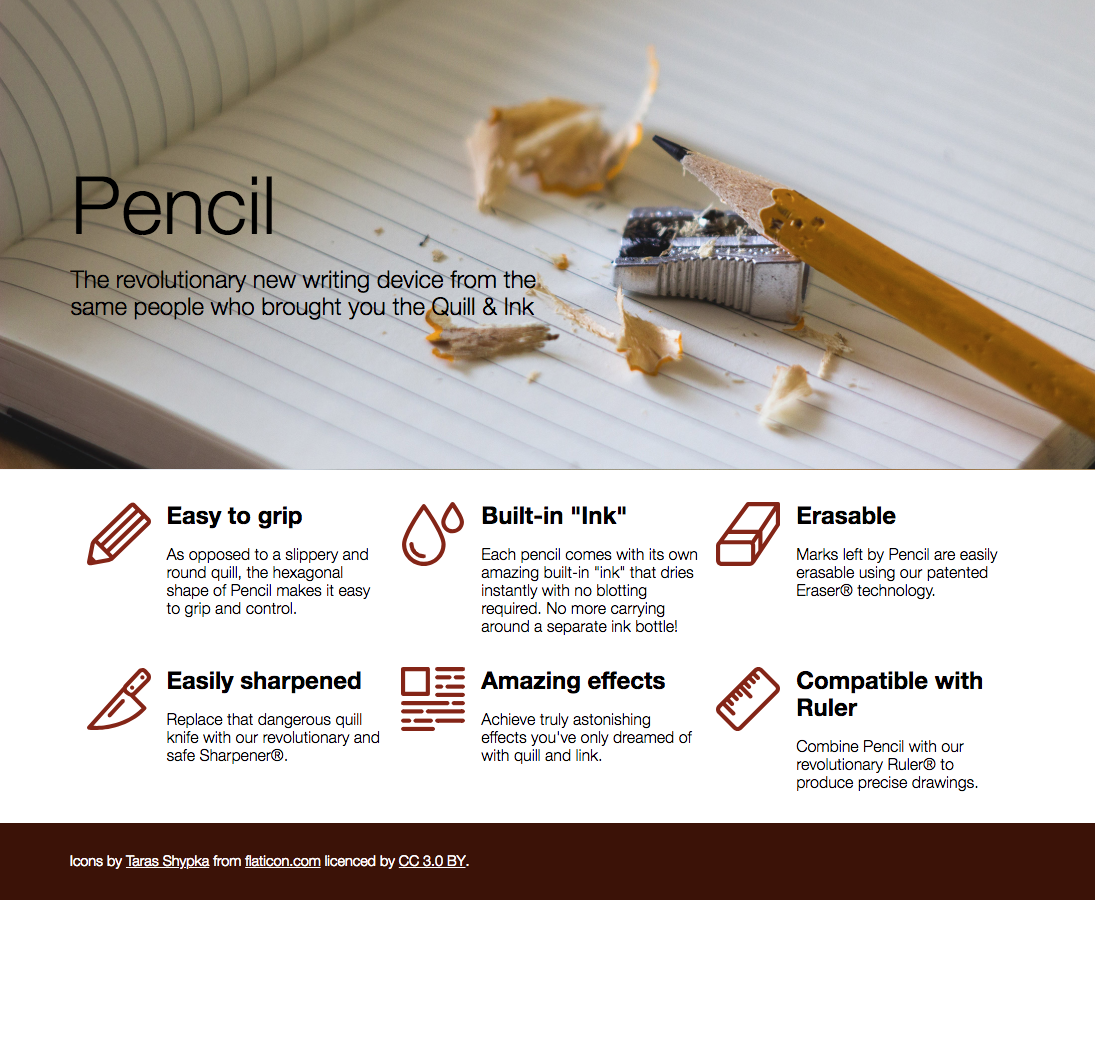 Pencil
The revolutionary new writing device from the
same people who brought you the Quill & Ink
Easy to grip
As opposed to a slippery and
round quill, the hexagonal
shape of Pencil makes it easy
to grip and control.
Built-in "Ink"
Each pencil comes with its own
amazing built-in "ink" that dries
instantly with no blotting
required. No more carrying
around a separate ink bottle!
Erasable
Marks left by Pencil are easily
erasable using our patented
Eraser® technology.
Easily sharpened
Replace that dangerous quill
knife with our revolutionary and
safe Sharpener®.
Amazing effects
Achieve truly astonishing
effects you've only dreamed of
with quill and link.
Compatible with
Ruler
Combine Pencil with our
revolutionary Ruler® to
produce precise drawings.
Icons by Taras Shypka from flaticon.com licenced by CC 3.0 BY.